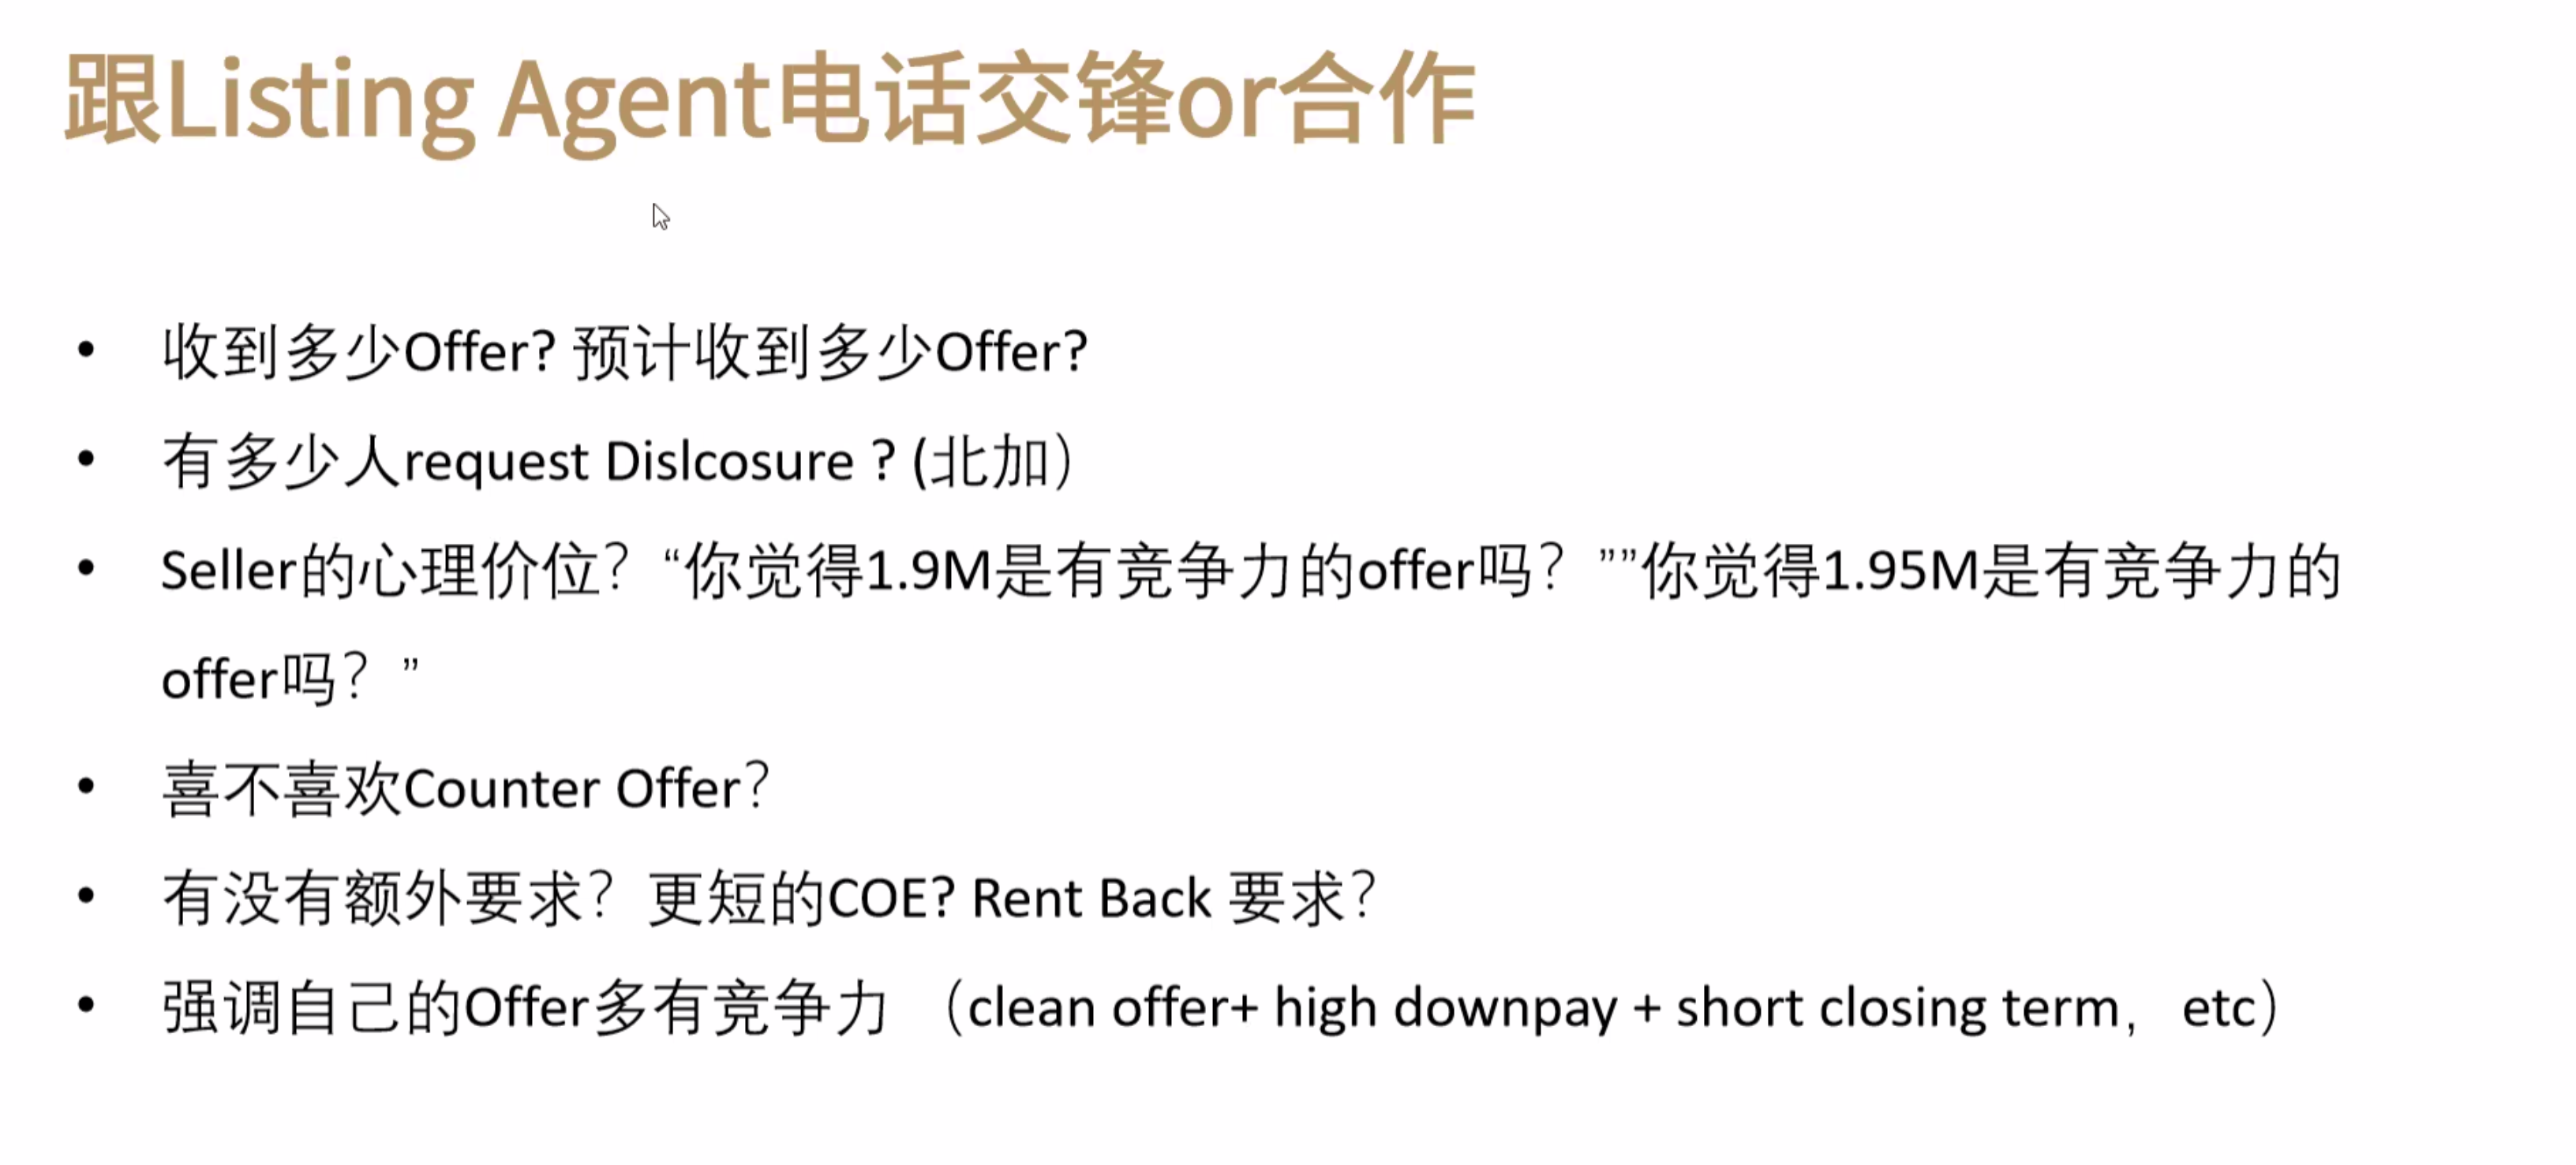 跟Listing Agent电话交锋or合作
• 收到多少Offer? 预计收到多少Offer?
• 有多少人request Dislcosure ? (北加）
• Seller的心理价位？“你觉得1.9M是有竞争力的offer吗？””你觉得1.95M是有竞争力的
offer吗？”
• 喜不喜欢Counter Offer？
• 有没有额外要求？更短的COE? Rent Back 要求？
• 强调自己的Offer多有竞争力 （clean offer+ high downpay + short closing term， etc）